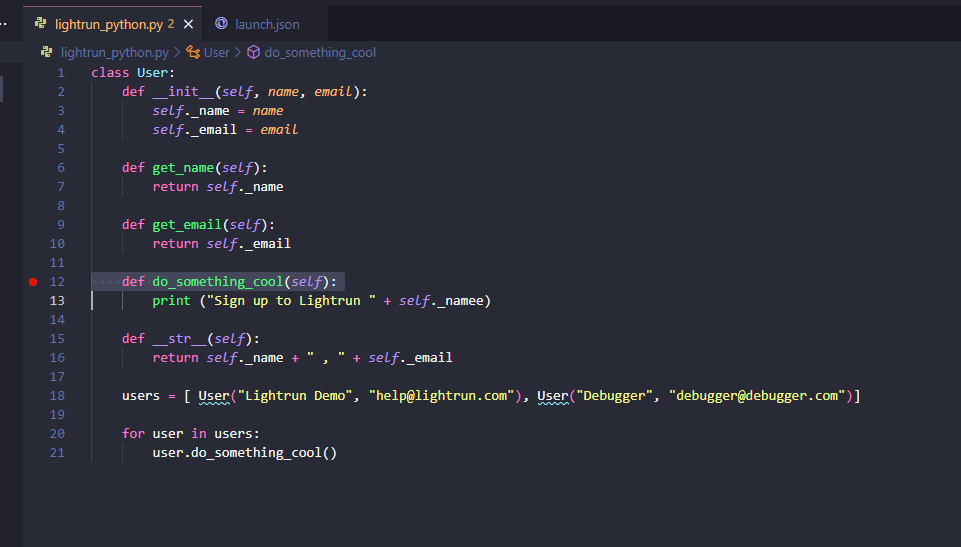 lightrun_python.py 2 × launch.json
lightrun_python.py > User > do_something_cool
1 class User:
2 def __init__(self, name, email):
3 self._name = name
4 self._email = email
5
6 def get_name(self):
7 return self._name
8
9 def get_email(self):
10 return self._email
11
12 def do_something_cool(self):
13 print ("Sign up to Lightrun " + self._namee)
14
15 def __str__(self):
16 return self._name + " , " + self._email
17
18 users = [ User("Lightrun Demo", "help@lightrun.com"), User("Debugger", "debugger@debugger.com")]
19
20 for user in users:
21 user.do_something_cool()